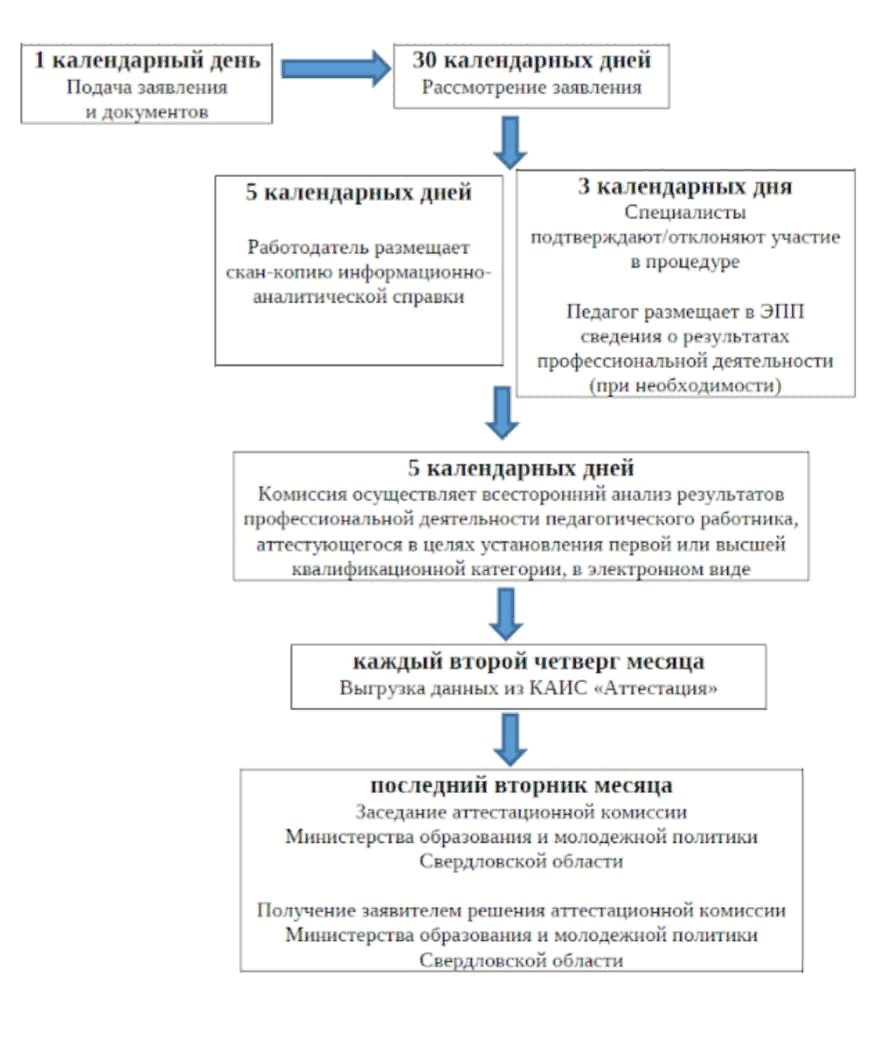 1 календарный день
Подача заявления
и документов
30 календарных дней
Рассмотрение заявления
5 календарных дней
Работодатель размещает
скан-копию информационно-
аналитической справки
3 календарных дня
Специалисты
подтверждают/отклоняют участие
в процедуре
Педагог размещает в ЭПП
сведения о результатах
профессиональной деятельности
(при необходимости)
5 календарных дней
Комиссия осуществляет всесторонний анализ результатов
профессиональной деятельности педагогического работника,
аттестующегося в целях установления первой или высшей
квалификационной категории, в электронном виде
каждый второй четверг месяца
Выгрузка данных из КАИС «Аттестация»
последний вторник месяца
Заседание аттестационной комиссии
Министерства образования и молодежной политики
Свердловской области
Получение заявителем решения аттестационной комиссии
Министерства образования и молодежной политики
Свердловской области